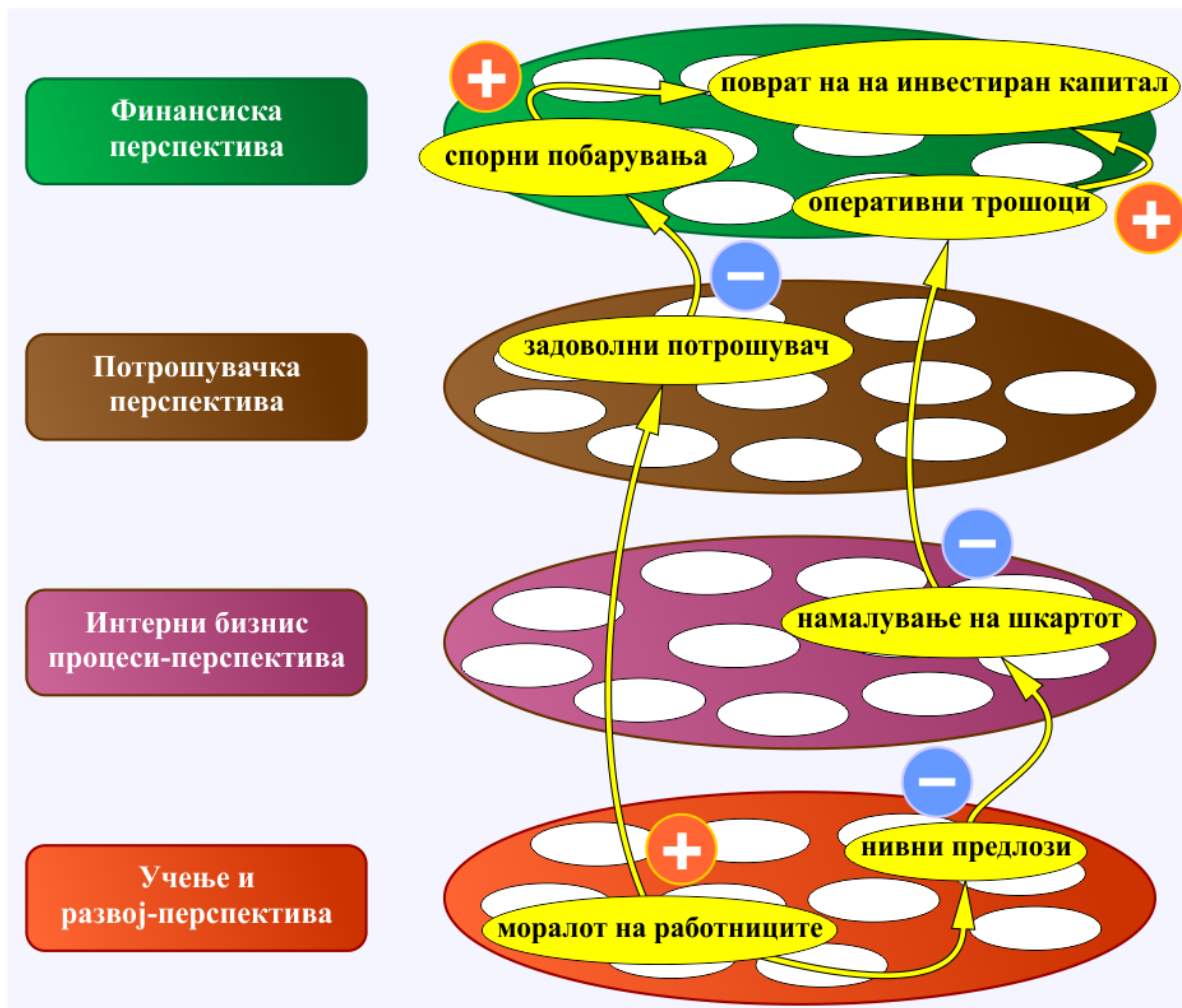 Финансиска
перспектива
поврат на на инвестиран капитал
спорни побарувања
оперативни трошоци
Потрошувачка
перспектива
задоволни потрошувач
Интерни бизнис
процеси-перспектива
намалување на шкартот
Учење и
развој-перспектива
нивни предлози
моралот на работниците